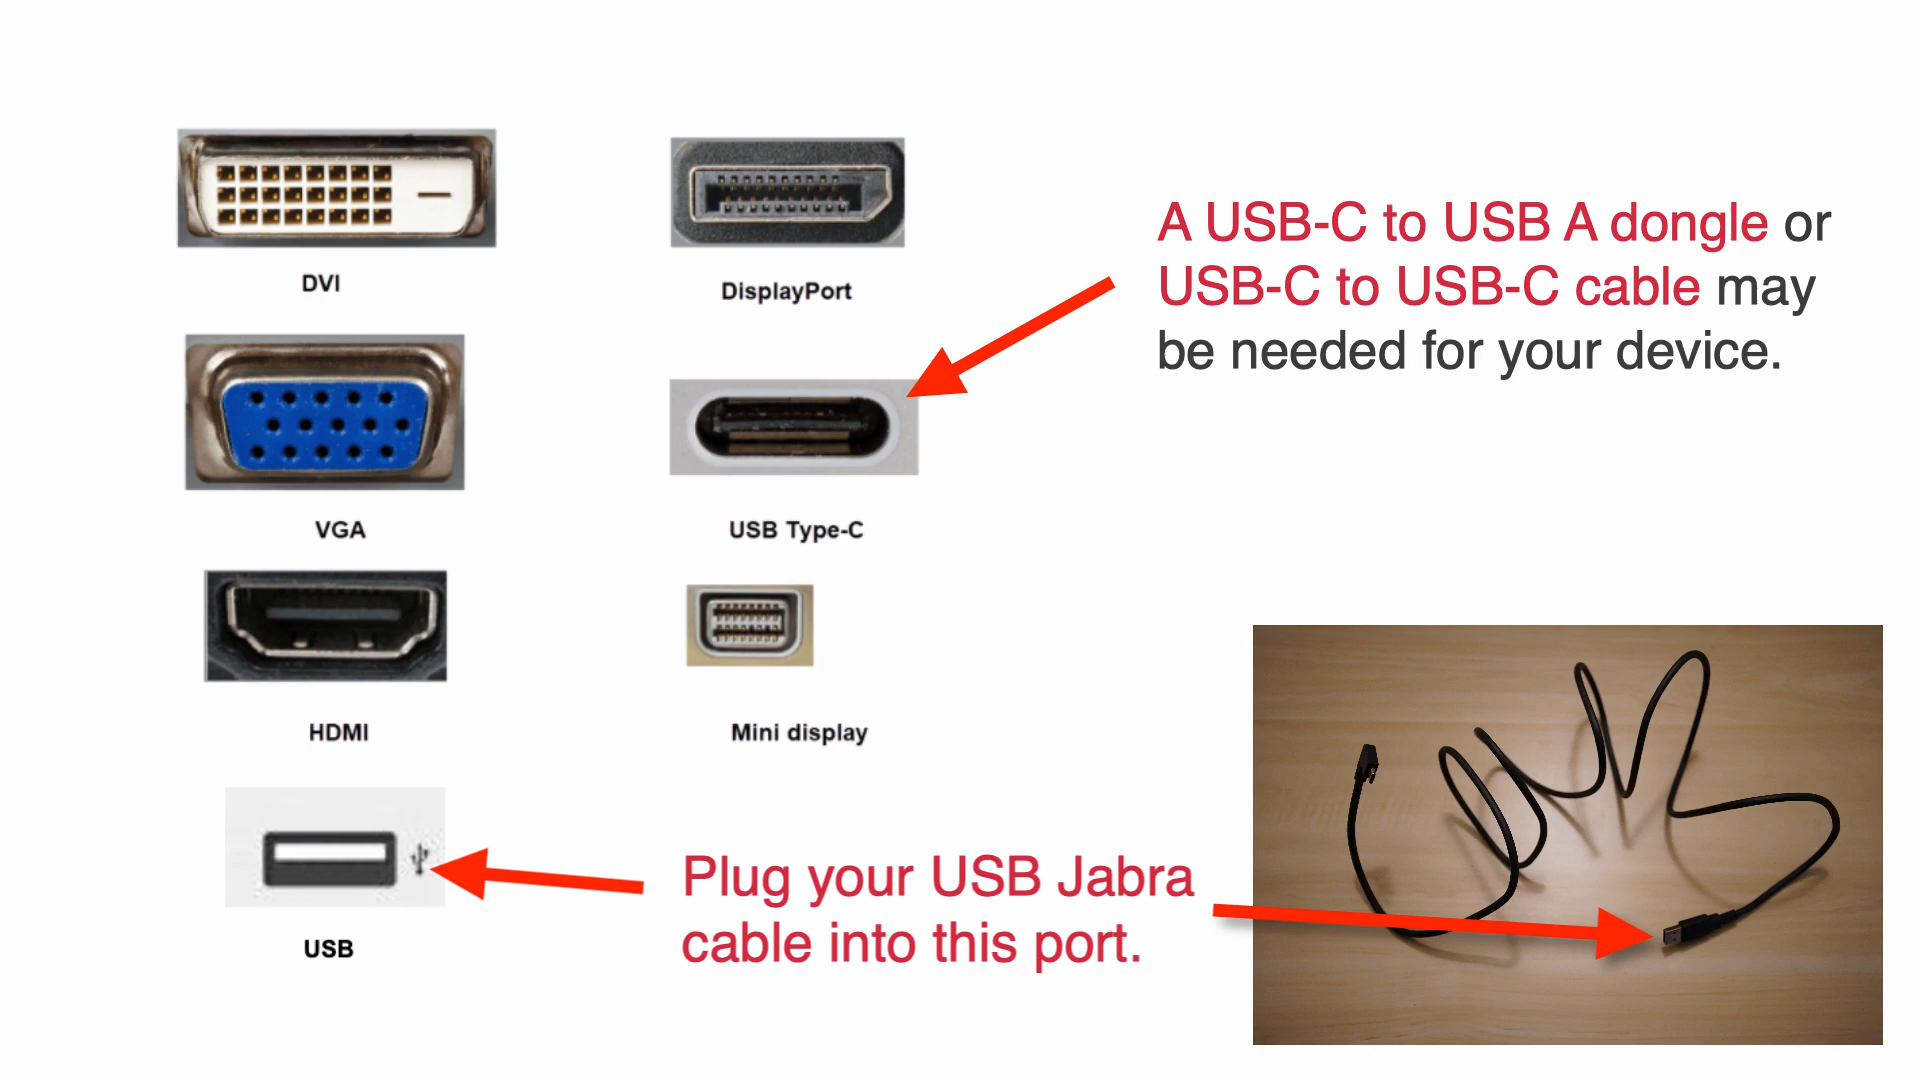 DVI
DisplayPort
A USB-C to USB A dongle or
USB-C to USB-C cable may
be needed for your device.
VGA
USB Type-C
HDMI
Mini display
Plug your USB Jabra
cable into this port.
USB